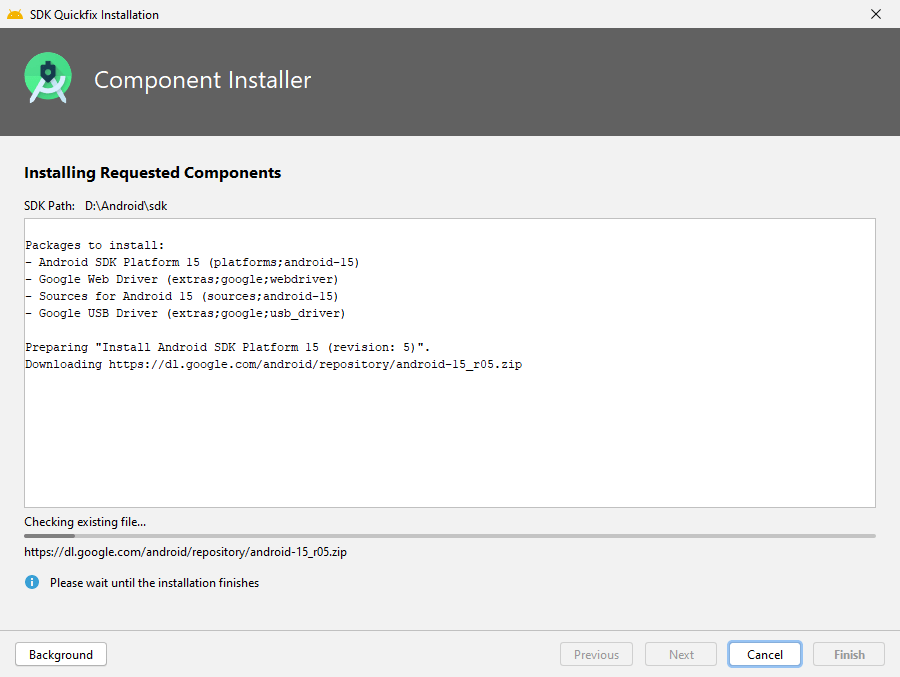 SDK Quickfix Installation
Component Installer
Installing Requested Components
SDK Path: D:\Android\sdk
Packages to install:
- Android SDK Platform 15 (platforms;android-15)
- Google Web Driver (extras;google;webdriver)
- Sources for Android 15 (sources;android-15)
- Google USB Driver (extras;google;usb_driver)
Preparing "Install Android SDK Platform 15 (revision: 5)".
Downloading https://dl.google.com/android/repository/android-15_r05.zip
Checking existing file...
https://dl.google.com/android/repository/android-15_r05.zip
Please wait until the installation finishes
Background Previous Next Cancel Finish